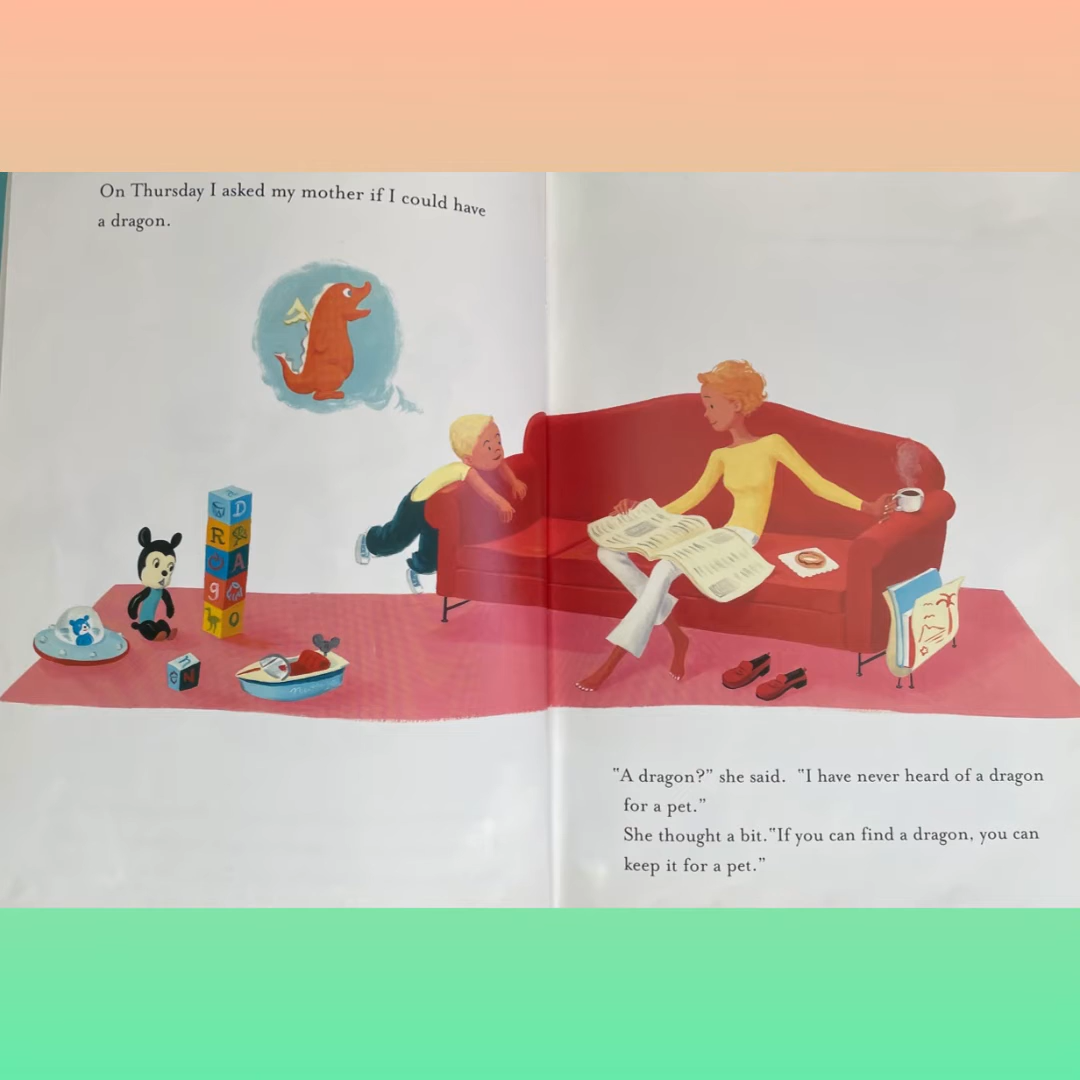 On Thursday I asked my mother if I could have
a dragon.
D
R
A
g
o
n
N
"A dragon?" she said. "I have never heard of a dragon
for a pet."
She thought a bit."If you can find a dragon, you can
keep it for a pet."